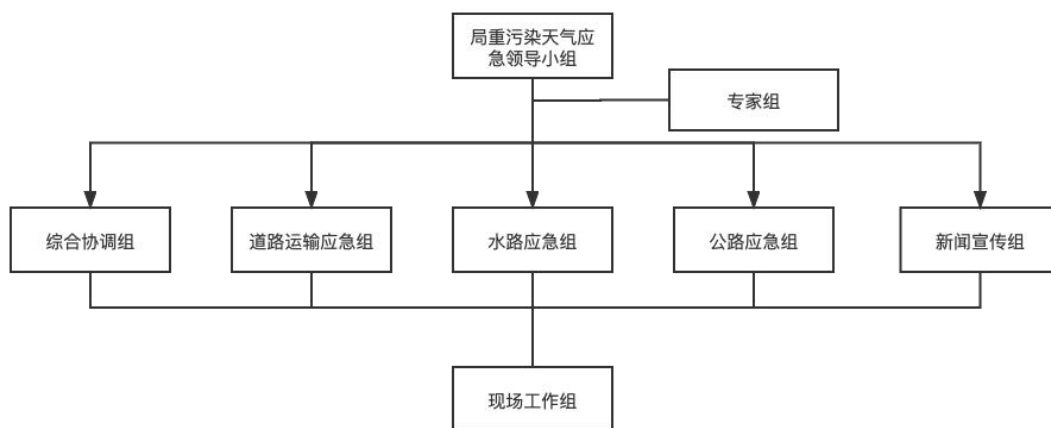 局重污染天气应
急领导小组
专家组
综合协调组
道路运输应急组
水路应急组
公路应急组
新闻宣传组
现场工作组